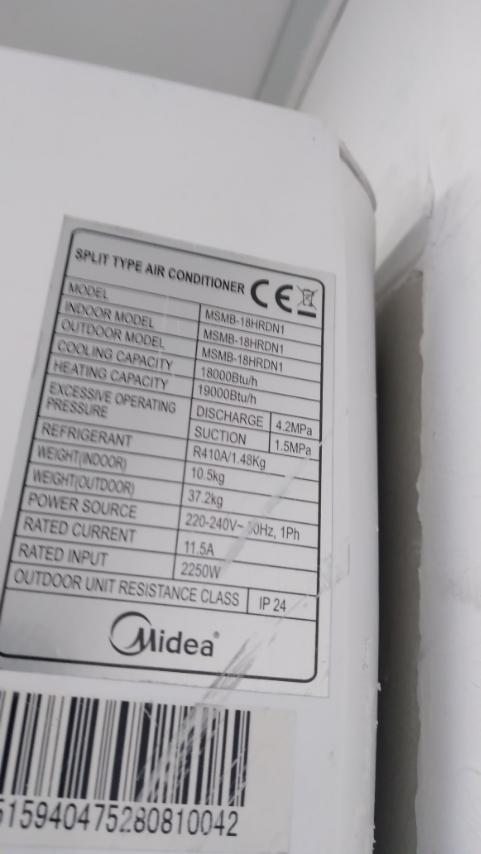 SPLIT TYPE AIR CONDITIONER CE
MODEL MSMB-18HRDN1
INDOOR MODEL MSMB-18HRDN1
OUTDOOR MODEL MSMB-18HRDN1
COOLING CAPACITY 18000Btu/h
HEATING CAPACITY 19000Btu/h
EXCESSIVE OPERATING PRESSURE DISCHARGE 4.2MPa
SUCTION 1.5MPa
REFRIGERANT R410A/1.48Kg
WEIGHT(INDOOR) 10.5kg
WEIGHT(OUTDOOR) 37.2kg
POWER SOURCE 220-240V~ 50Hz, 1Ph
RATED CURRENT 11.5A
RATED INPUT 2250W
OUTDOOR UNIT RESISTANCE CLASS IP 24
Midea®
5159404752808​10042